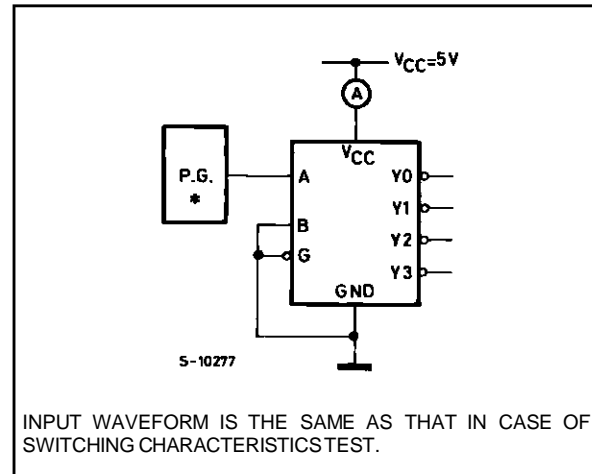 VCC=5V
A
VCC
P.G.
*
A
Y0
Y1
B
Y2
G
Y3
GND
S-10277
INPUT WAVEFORM IS THE SAME AS THAT IN CASE OF
SWITCHING CHARACTERISTICS TEST.